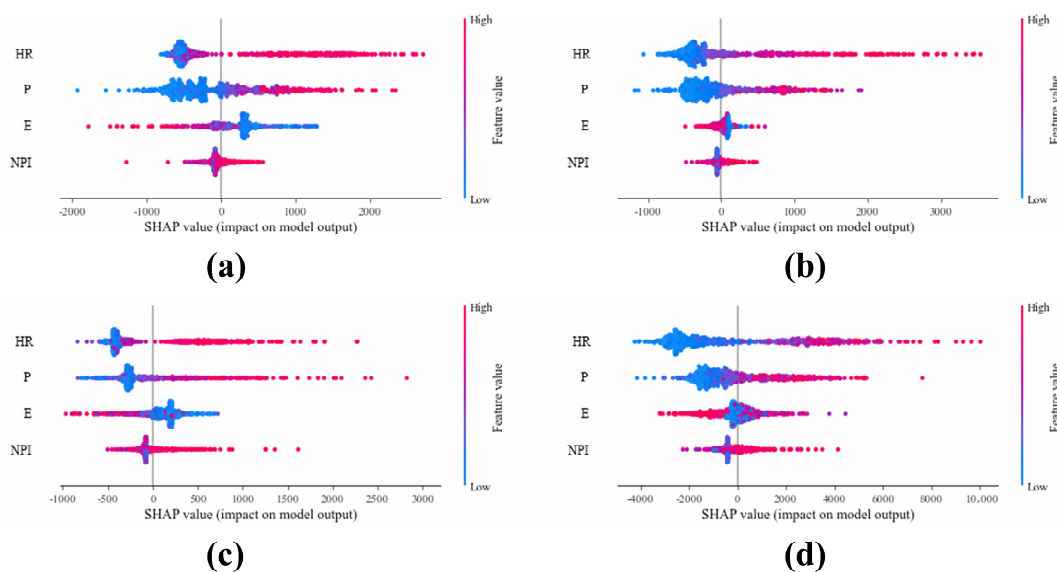 High
HR
P
E
NPI
Feature value
Low
-2000 -1000 0 1000 2000
SHAP value (impact on model output)
(a)
High
HR
P
E
NPI
Feature value
Low
-1000 0 1000 2000 3000
SHAP value (impact on model output)
(b)
High
HR
P
E
NPI
Feature value
Low
-1000 -500 0 500 1000 1500 2000 2500 3000
SHAP value (impact on model output)
(c)
High
HR
P
E
NPI
Feature value
Low
-4000 -2000 0 2000 4000 6000 8000 10,000
SHAP value (impact on model output)
(d)